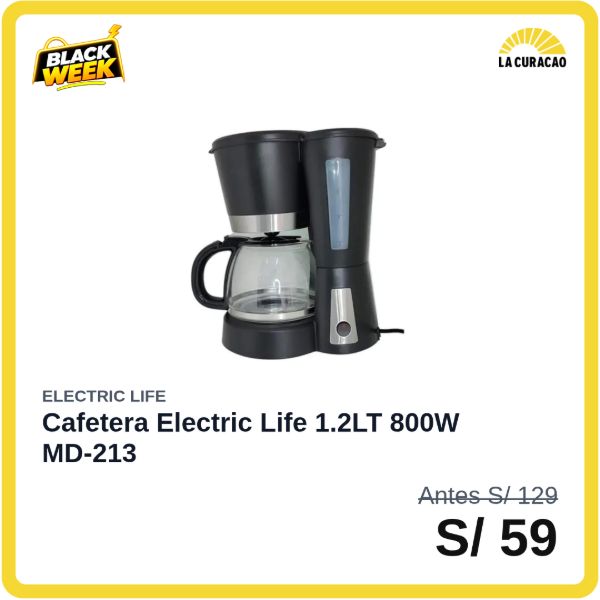 BLACK
WEEK
LA CURACAO
ELECTRIC LIFE
Cafetera Electric Life 1.2LT 800W
MD-213
Antes S/ 129
S/ 59